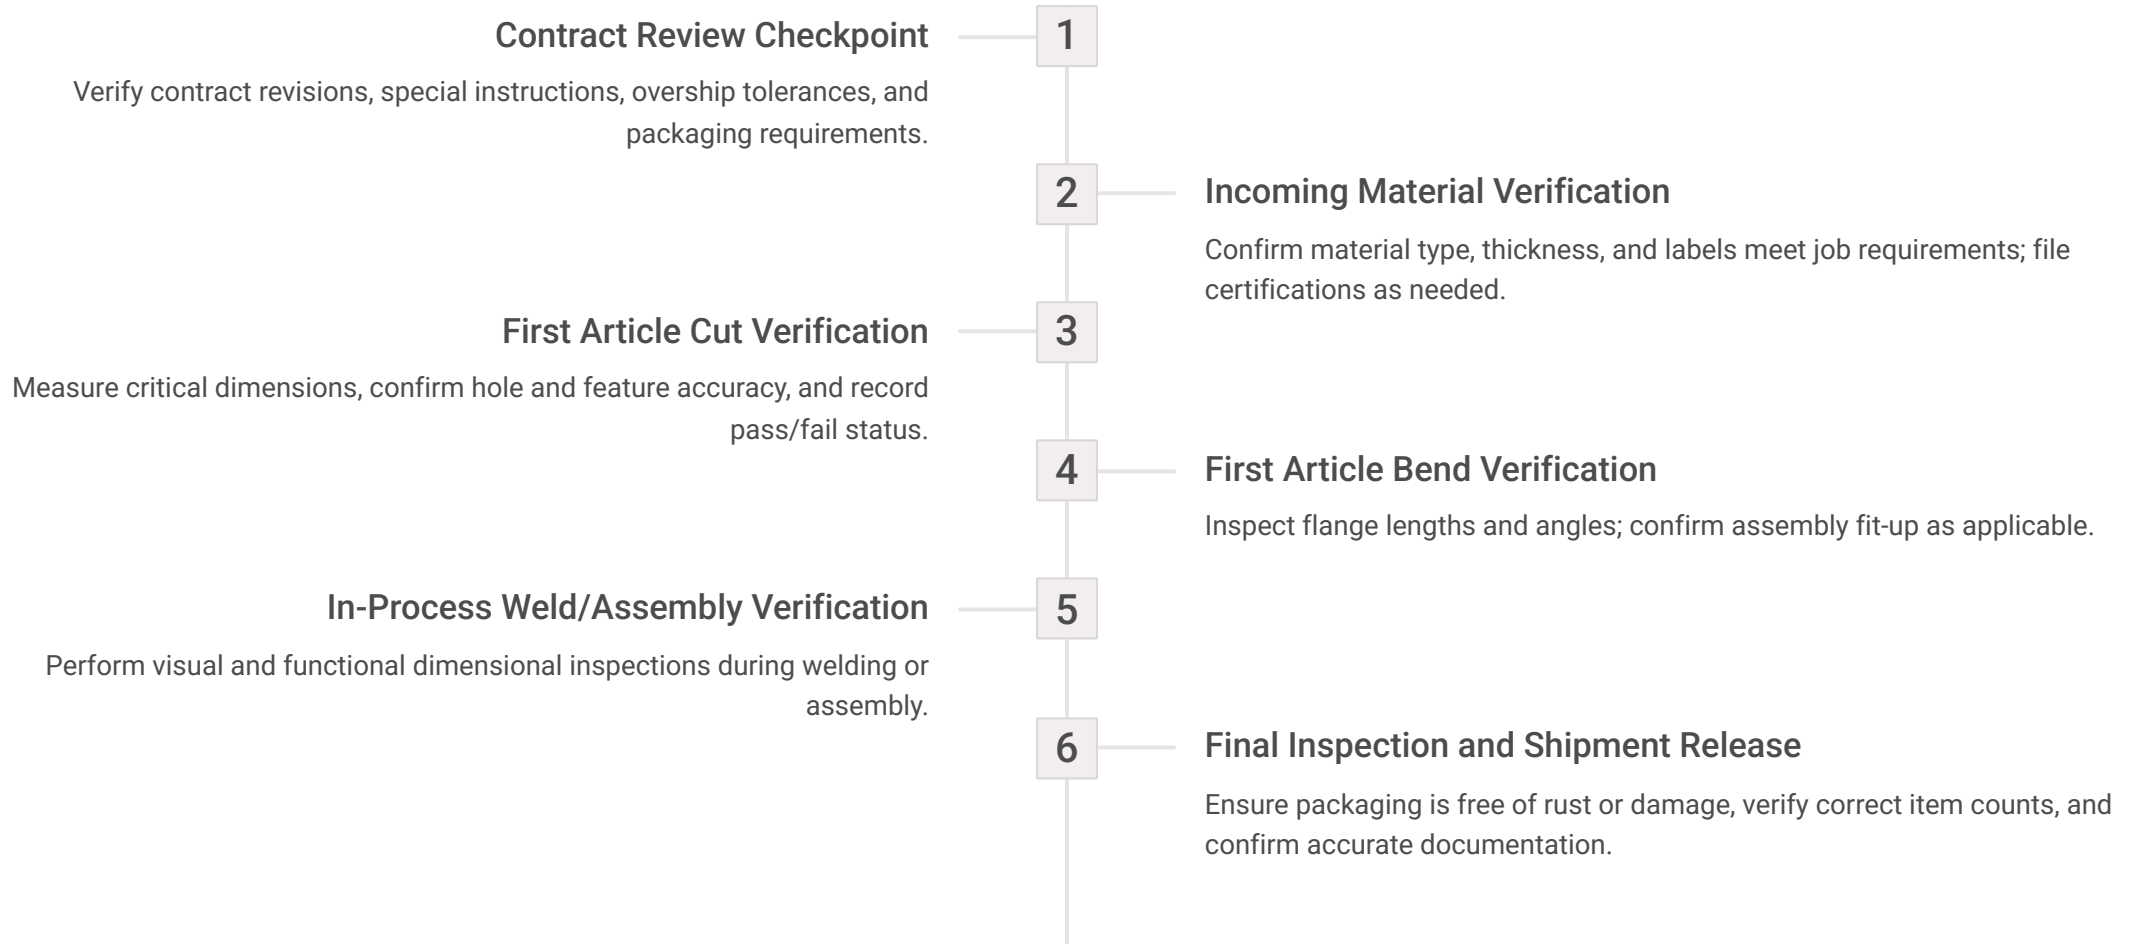 Contract Review Checkpoint
1
Verify contract revisions, special instructions, overship tolerances, and
packaging requirements.
2
Incoming Material Verification
Confirm material type, thickness, and labels meet job requirements; file
certifications as needed.
First Article Cut Verification
3
Measure critical dimensions, confirm hole and feature accuracy, and record
pass/fail status.
4
First Article Bend Verification
Inspect flange lengths and angles; confirm assembly fit-up as applicable.
In-Process Weld/Assembly Verification
5
Perform visual and functional dimensional inspections during welding or
assembly.
6
Final Inspection and Shipment Release
Ensure packaging is free of rust or damage, verify correct item counts, and
confirm accurate documentation.